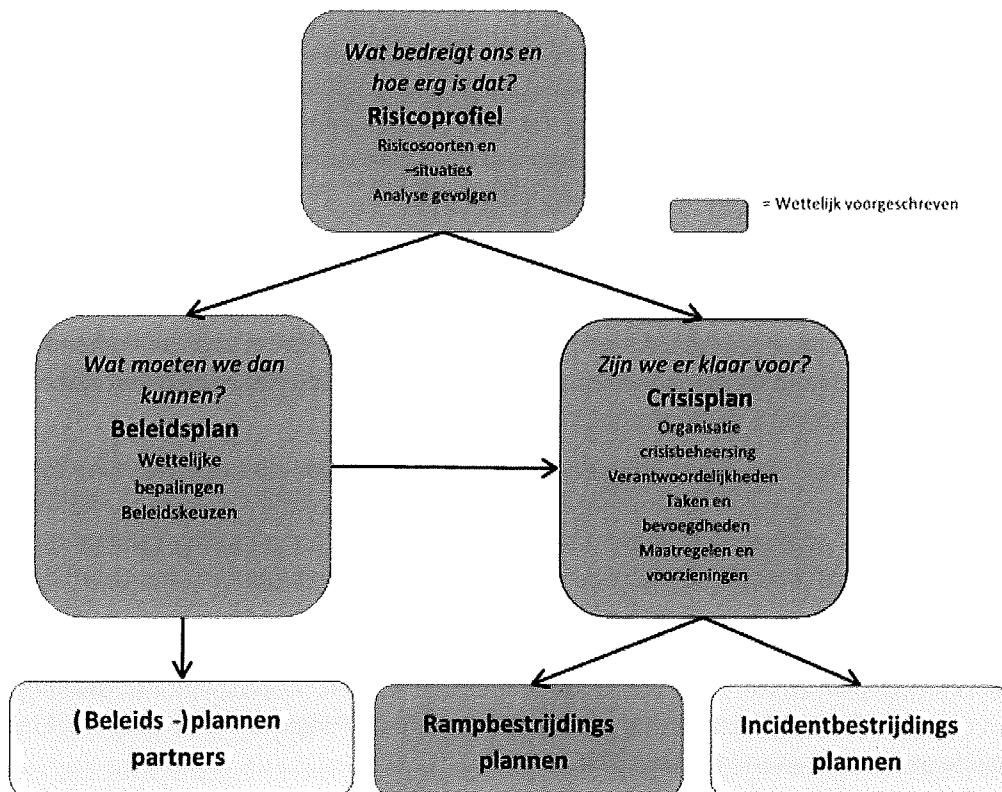 Wat bedreigt ons en
hoe erg is dat?
Risicoprofiel
Risicosoorten en
–situaties
Analyse gevolgen
= Wettelijk voorgeschreven
Wat moeten we dan
kunnen?
Beleidsplan
Wettelijke
bepalingen
Beleidskeuzen
Zijn we er klaar voor?
Crisisplan
Organisatie
crisisbeheersing
Verantwoordelijkheden
Taken en
bevoegdheden
Maatregelen en
voorzieningen
(Beleids -)plannen
partners
Rampbestrijdings
plannen
Incidentbestrijdings
plannen